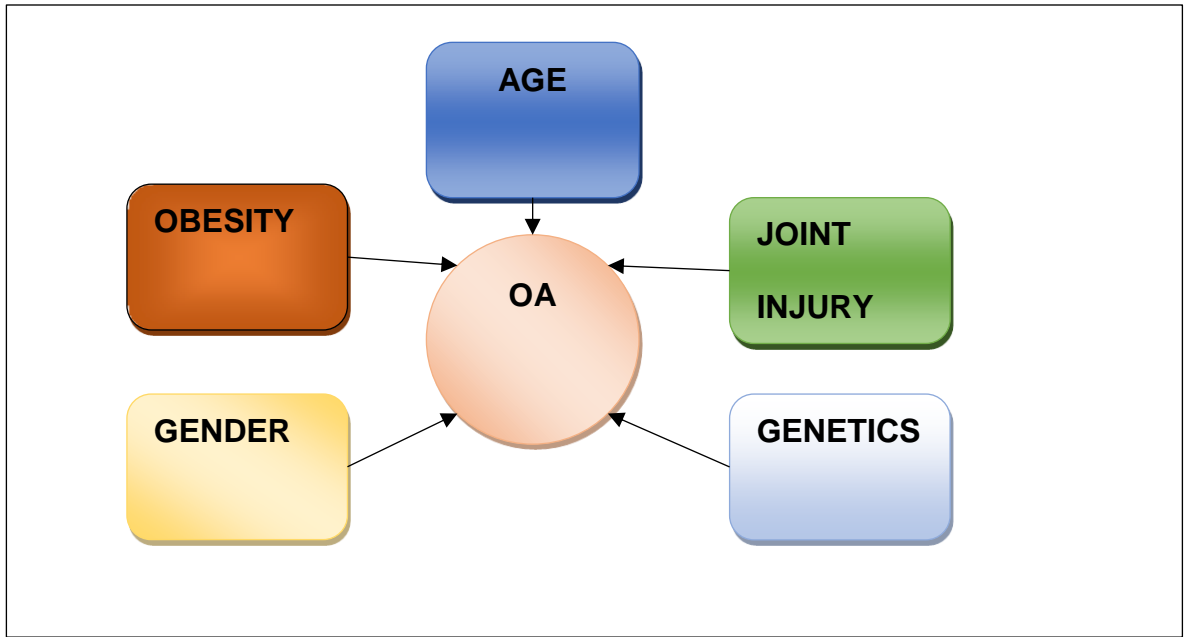 AGE
OBESITY
JOINT
INJURY
OA
GENDER
GENETICS